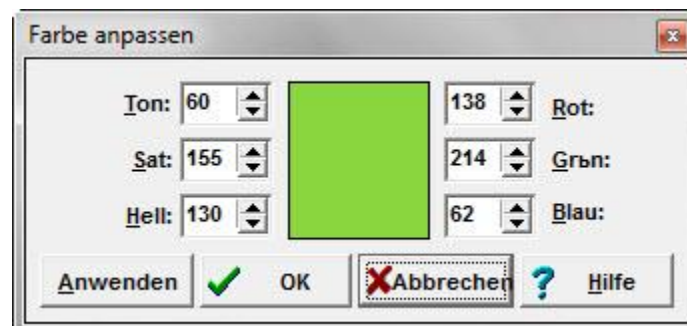 Farbe anpassen
Ton: 60 138 Rot:
Sat: 155 214 Grьn:
Hell: 130 62 Blau:
Anwenden OK Abbrechen Hilfe